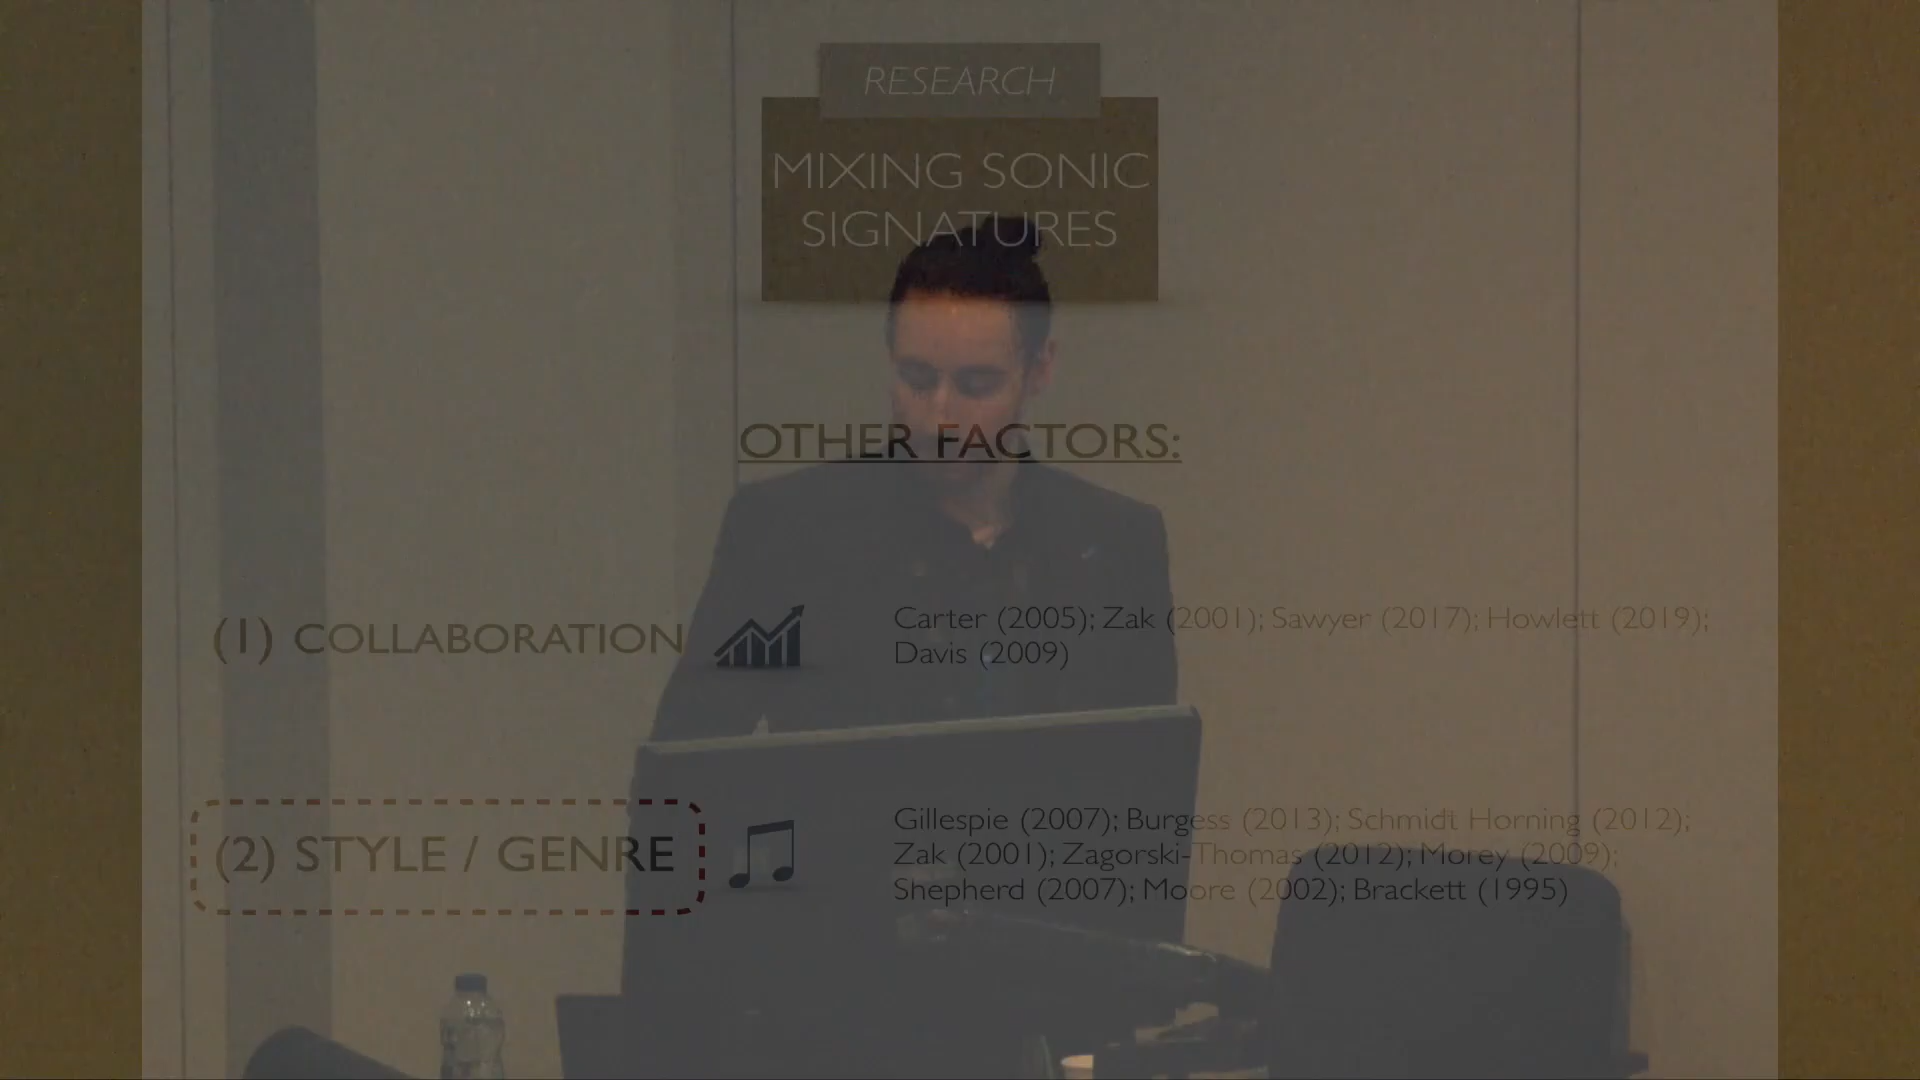 RESEARCH
MIXING SONIC
SIGNATURES
OTHER FACTORS:
(1) COLLABORATION
Carter (2005); Zak (2001); Sawyer (2017); Howlett (2019);
Davis (2009)
(2) STYLE / GENRE
Gillespie (2007); Burgess (2013); Schmidt Horning (2012);
Zak (2001); Zagorski-Thomas (2012); Morey (2009);
Shepherd (2007); Moore (2002); Brackett (1995)